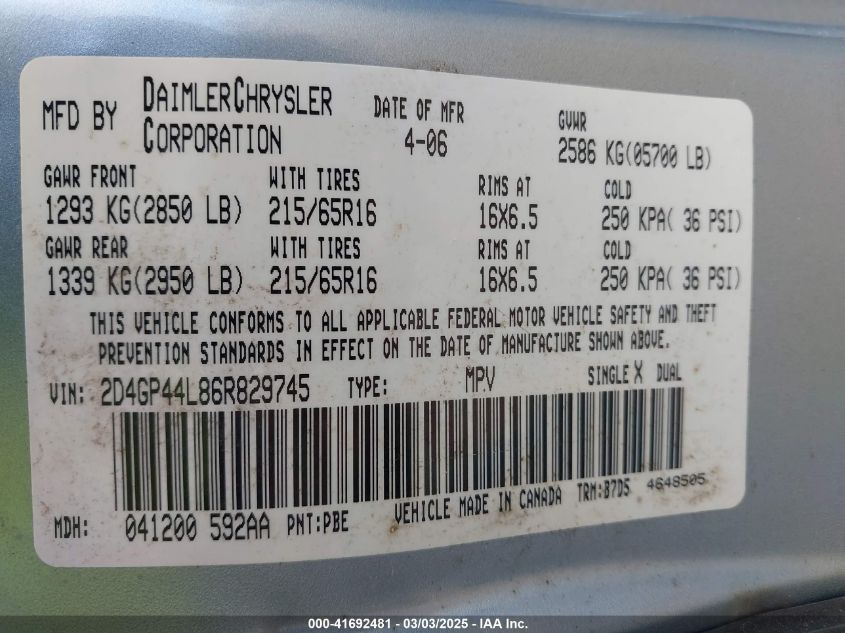 MFD BY DAIMLERCHRYSLER CORPORATION DATE OF MFR 4-06 GVWR 2586 KG(05700 LB)
GAWR FRONT WITH TIRES RIMS AT COLD
1293 KG(2850 LB) 215/65R16 16X6.5 250 KPA( 36 PSI)
GAWR REAR WITH TIRES RIMS AT COLD
1339 KG(2950 LB) 215/65R16 16X6.5 250 KPA( 36 PSI)
THIS VEHICLE CONFORMS TO ALL APPLICABLE FEDERAL MOTOR VEHICLE SAFETY AND THEFT
PREVENTION STANDARDS IN EFFECT ON THE DATE OF MANUFACTURE SHOWN ABOVE.
VIN: 2D4GP44L86R829745 TYPE: MPV SINGLE X DUAL
MDH: 041200 592AA PNT:PBE VEHICLE MADE IN CANADA TRM:B7D5 4648505
000-41692481 - 03/03/2025 - IAA Inc.